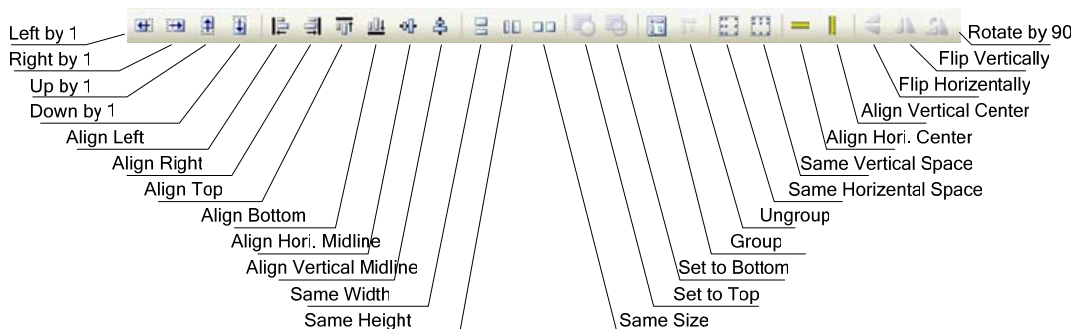 Left by 1
Rotate by 90
Right by 1
Flip Vertically
Up by 1
Flip Horizentally
Down by 1
Align Vertical Center
Align Left
Align Hori. Center
Align Right
Same Vertical Space
Align Top
Same Horizental Space
Align Bottom
Ungroup
Align Hori. Midline
Group
Align Vertical Midline
Set to Bottom
Same Width
Set to Top
Same Height
Same Size